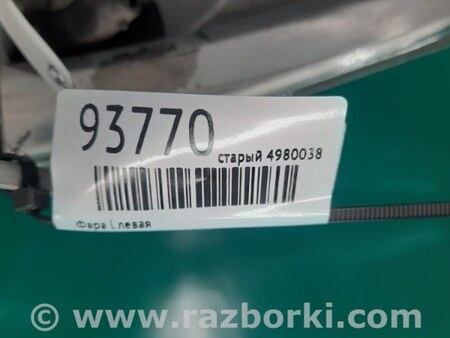 93770
старый 4980038
Фара | левая
© www.razborki.com